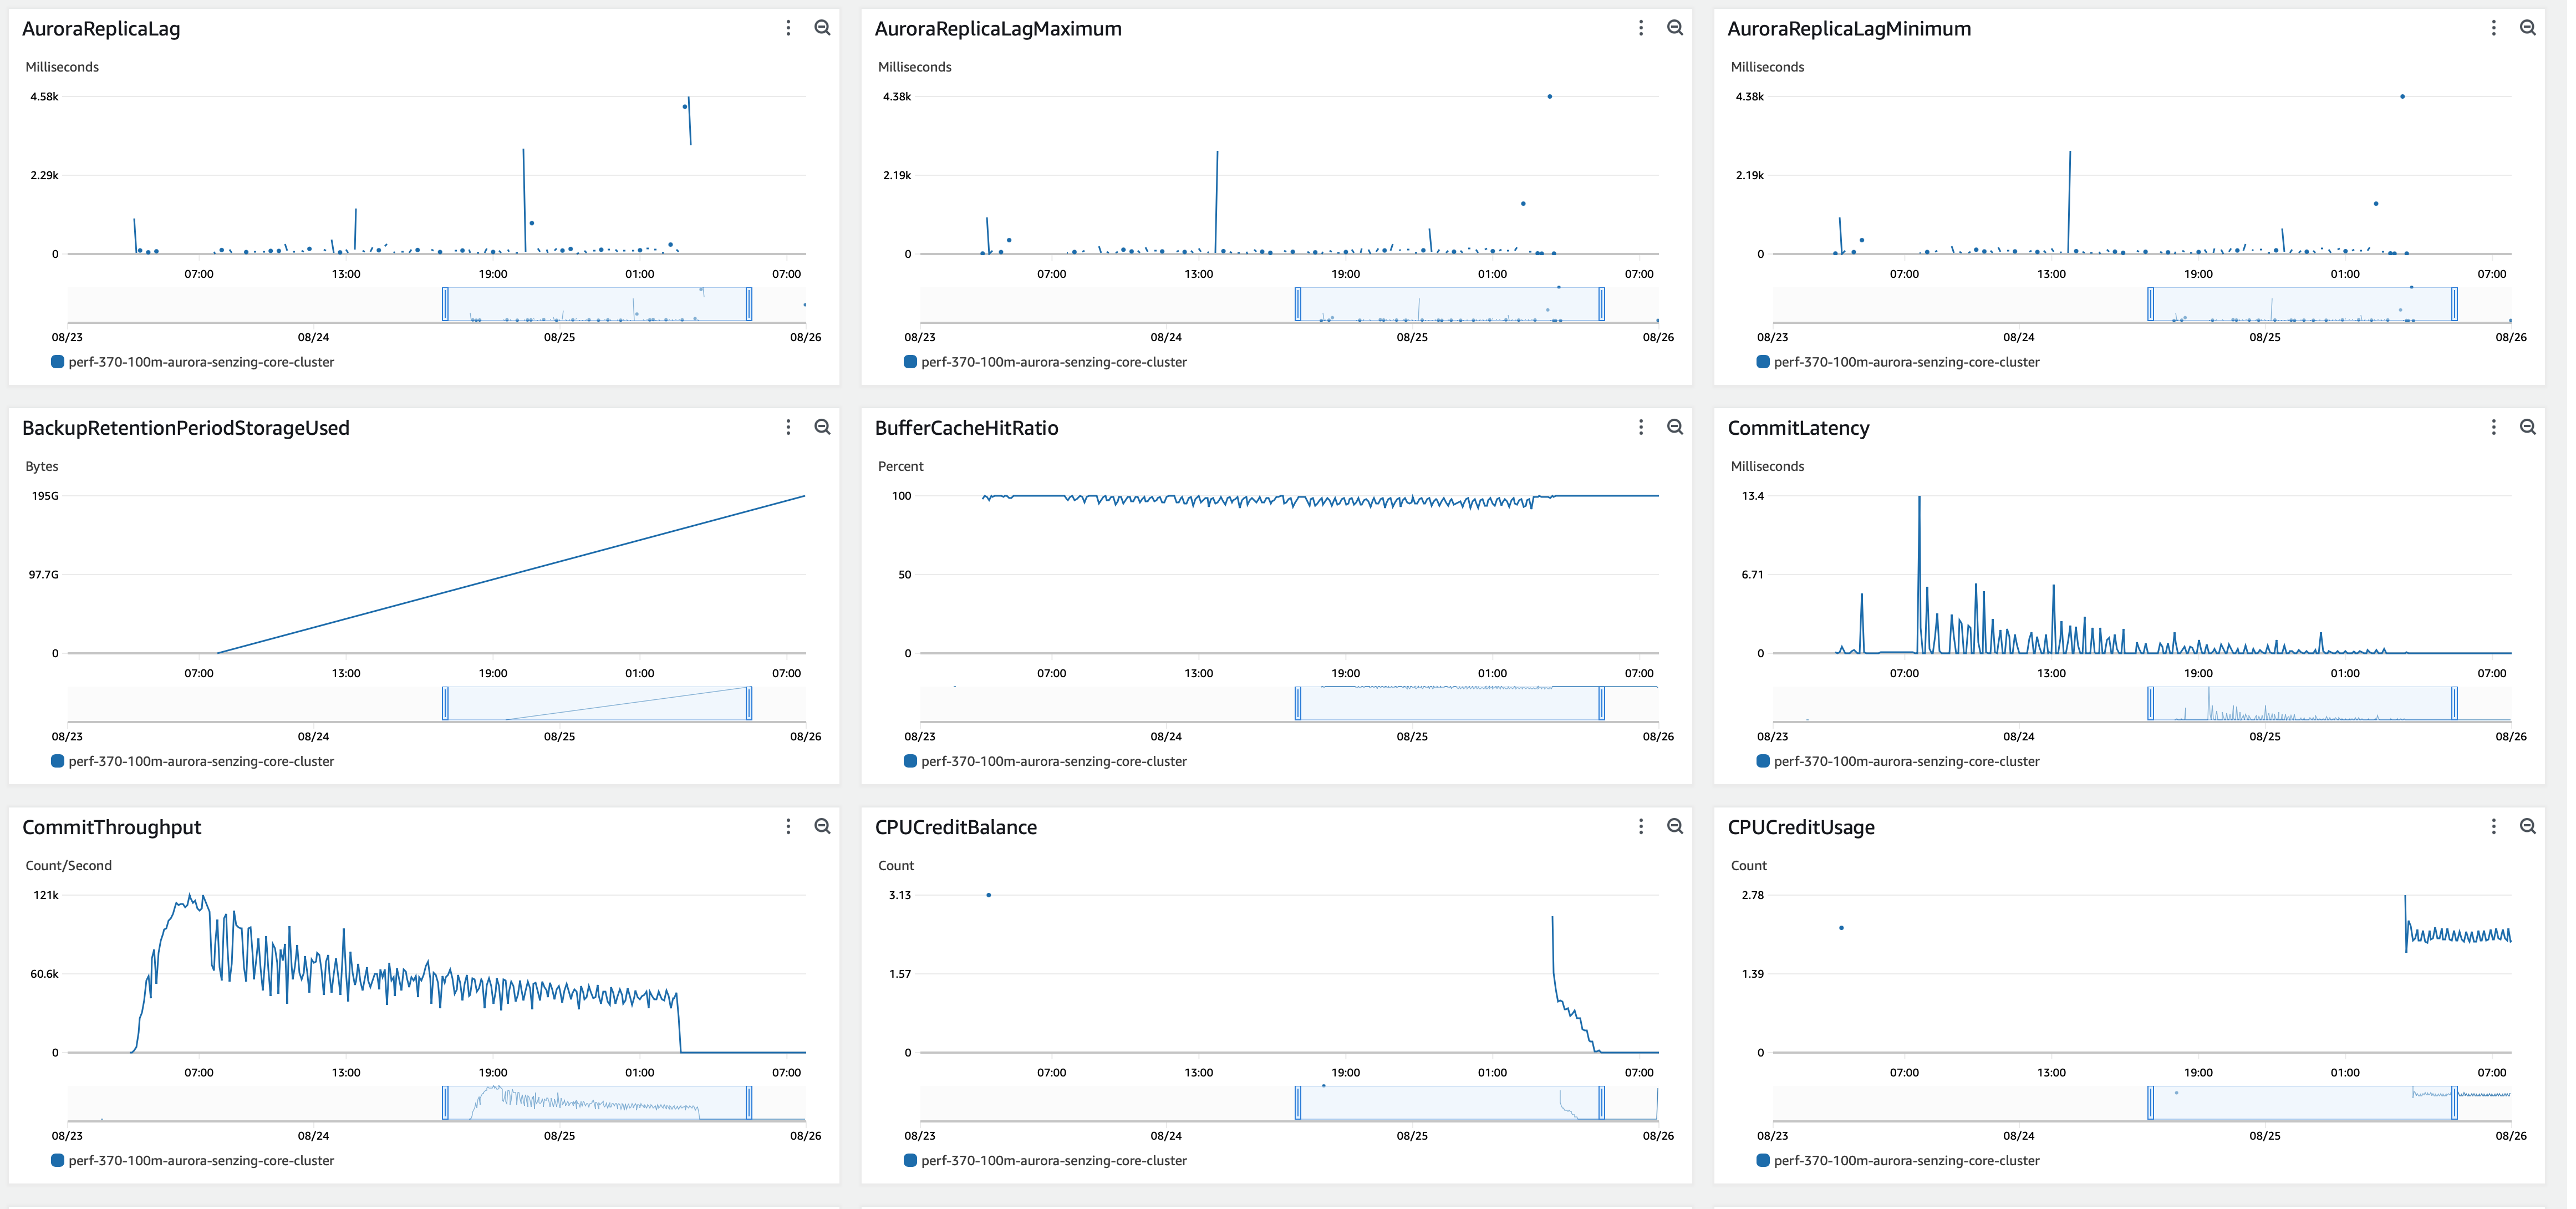 AuroraReplicaLag
Milliseconds
4.58k
2.29k
0
07:00 13:00 19:00 01:00 07:00
08/23 08/24 08/25 08/26
perf-370-100m-aurora-senzing-core-cluster
AuroraReplicaLagMaximum
Milliseconds
4.38k
2.19k
0
07:00 13:00 19:00 01:00 07:00
08/23 08/24 08/25 08/26
perf-370-100m-aurora-senzing-core-cluster
AuroraReplicaLagMinimum
Milliseconds
4.38k
2.19k
0
07:00 13:00 19:00 01:00 07:00
08/23 08/24 08/25 08/26
perf-370-100m-aurora-senzing-core-cluster
BackupRetentionPeriodStorageUsed
Bytes
195G
97.7G
0
07:00 13:00 19:00 01:00 07:00
08/23 08/24 08/25 08/26
perf-370-100m-aurora-senzing-core-cluster
BufferCacheHitRatio
Percent
100
50
0
07:00 13:00 19:00 01:00 07:00
08/23 08/24 08/25 08/26
perf-370-100m-aurora-senzing-core-cluster
CommitLatency
Milliseconds
13.4
6.71
0
07:00 13:00 19:00 01:00 07:00
08/23 08/24 08/25 08/26
perf-370-100m-aurora-senzing-core-cluster
CommitThroughput
Count/Second
121k
60.6k
0
07:00 13:00 19:00 01:00 07:00
08/23 08/24 08/25 08/26
perf-370-100m-aurora-senzing-core-cluster
CPUCreditBalance
Count
3.13
1.57
0
07:00 13:00 19:00 01:00 07:00
08/23 08/24 08/25 08/26
perf-370-100m-aurora-senzing-core-cluster
CPUCreditUsage
Count
2.78
1.39
0
07:00 13:00 19:00 01:00 07:00
08/23 08/24 08/25 08/26
perf-370-100m-aurora-senzing-core-cluster